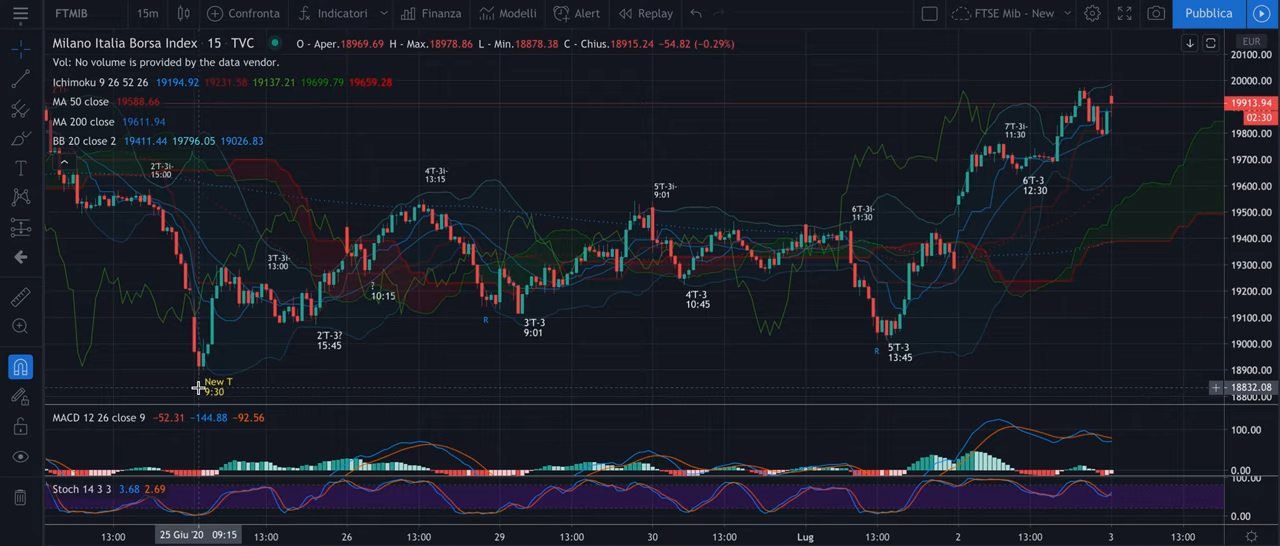 FTMIB 15m Confronta Indicatori Finanza Modelli Alert Replay FTSE Mib - New Pubblica
Milano Italia Borsa Index · 15 · TVC O - Aper.18969.69 H - Max.18978.86 L - Min.18878.38 C - Chius.18915.24 −54.82 (−0.29%)
EUR
Vol: No volume is provided by the data vendor.
20100.00
Ichimoku 9 26 52 26 19194.92 19231.58 19137.21 19699.79 19659.28
20000.00
MA 50 close 19588.66
19913.94
02:30
MA 200 close 19611.94
19800.00
BB 20 close 2 19411.44 19796.05 19026.83
7'T-3i-
11:30
19700.00
2'T-3i-
15:00
4'T-3i-
13:15
5'T-3i-
9:01
6'T-3
12:30
19600.00
6'T-3i-
11:30
19500.00
19400.00
3'T-3i-
13:00
19300.00
?
10:15
4'T-3
10:45
19200.00
R
3'T-3
9:01
19100.00
2'T-3?
15:45
R
5'T-3
13:45
19000.00
18900.00
New T
9:30
18832.08
18800.00
MACD 12 26 close 9 −52.31 −144.88 −92.56
100.00
0.00
Stoch 14 3 3 3.68 2.69
100.00
0.00
13:00 25 Giu '20 09:15 13:00 26 13:00 29 13:00 30 13:00 Lug 13:00 2 13:00 3 13:00